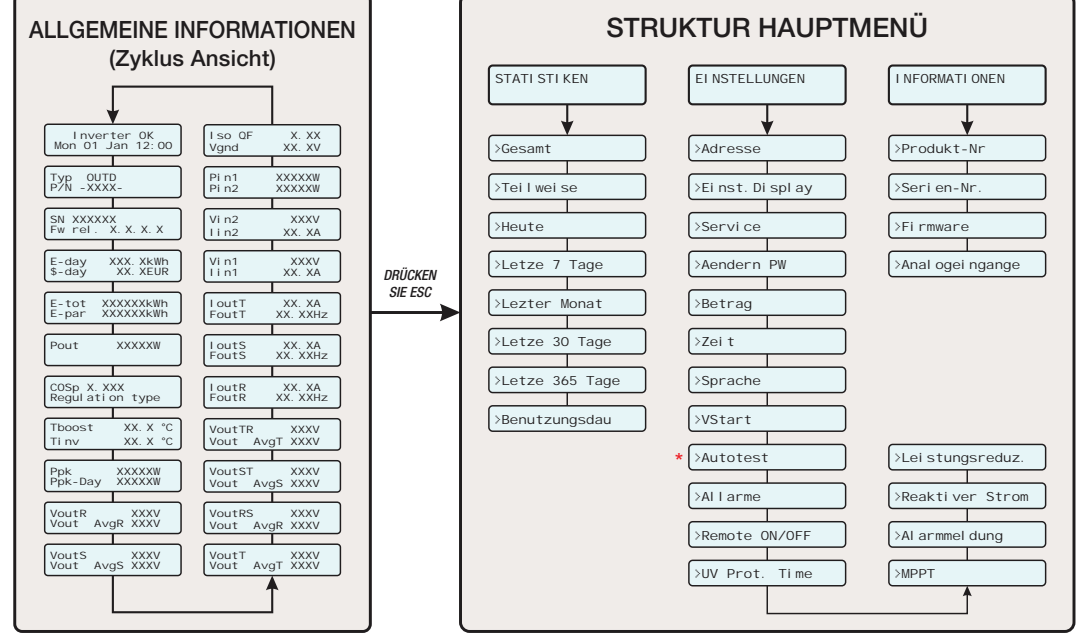 ALLGEMEINE INFORMATIONEN
(Zyklus Ansicht)
Inverter OK
Mon 01 Jan 12:00
Typ OUTD
P/N -XXXX-
SN XXXXXX
Fw rel. X.X.X.X
E-day XXX.XkWh
$-day XX.XEUR
E-tot XXXXXXkWh
E-par XXXXXXkWh
Pout XXXXXW
COSp X.XXX
Regulation type
Tboost XX.X °C
Tinv XX.X °C
Ppk XXXXXW
Ppk-Day XXXXXW
VoutR XXXV
Vout AvgR XXXV
VoutS XXXV
Vout AvgS XXXV
Iso QF X.XX
Vgnd XX.XV
Pin1 XXXXXW
Pin2 XXXXXW
Vin2 XXXV
Iin2 XX.XA
Vin1 XXXV
Iin1 XX.XA
IoutT XX.XA
FoutT XX.XXHz
IoutS XX.XA
FoutS XX.XXHz
IoutR XX.XA
FoutR XX.XXHz
VoutTR XXXV
Vout AvgT XXXV
VoutST XXXV
Vout AvgS XXXV
VoutRS XXXV
Vout AvgR XXXV
VoutT XXXV
Vout AvgT XXXV
DRÜCKEN
SIE ESC
STRUKTUR HAUPTMENÜ
STATISTIKEN
>Gesamt
>Teilweise
>Heute
>Letze 7 Tage
>Lezter Monat
>Letze 30 Tage
>Letze 365 Tage
>Benutzungsdau
EINSTELLUNGEN
>Adresse
>Einst.Display
>Service
>Aendern PW
>Betrag
>Zeit
>Sprache
>VStart
* >Autotest
>Allarme
>Remote ON/OFF
>UV Prot. Time
INFORMATIONEN
>Produkt-Nr
>Serien-Nr.
>Firmware
>Analogeingange
>Leistungsreduz.
>Reaktiver Strom
>Alarmmeldung
>MPPT